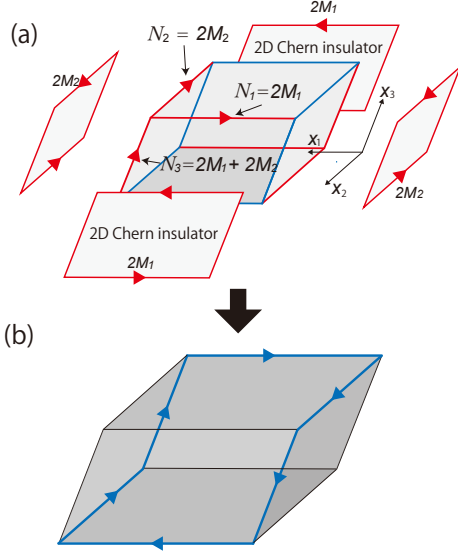 (a)
N₂ = 2M₂
2M₁
2D Chern insulator
2M₂
N₁=2M₁
X₃
X₁
N₃=2M₁+ 2M₂
X₂
2M₂
2D Chern insulator
2M₁
(b)